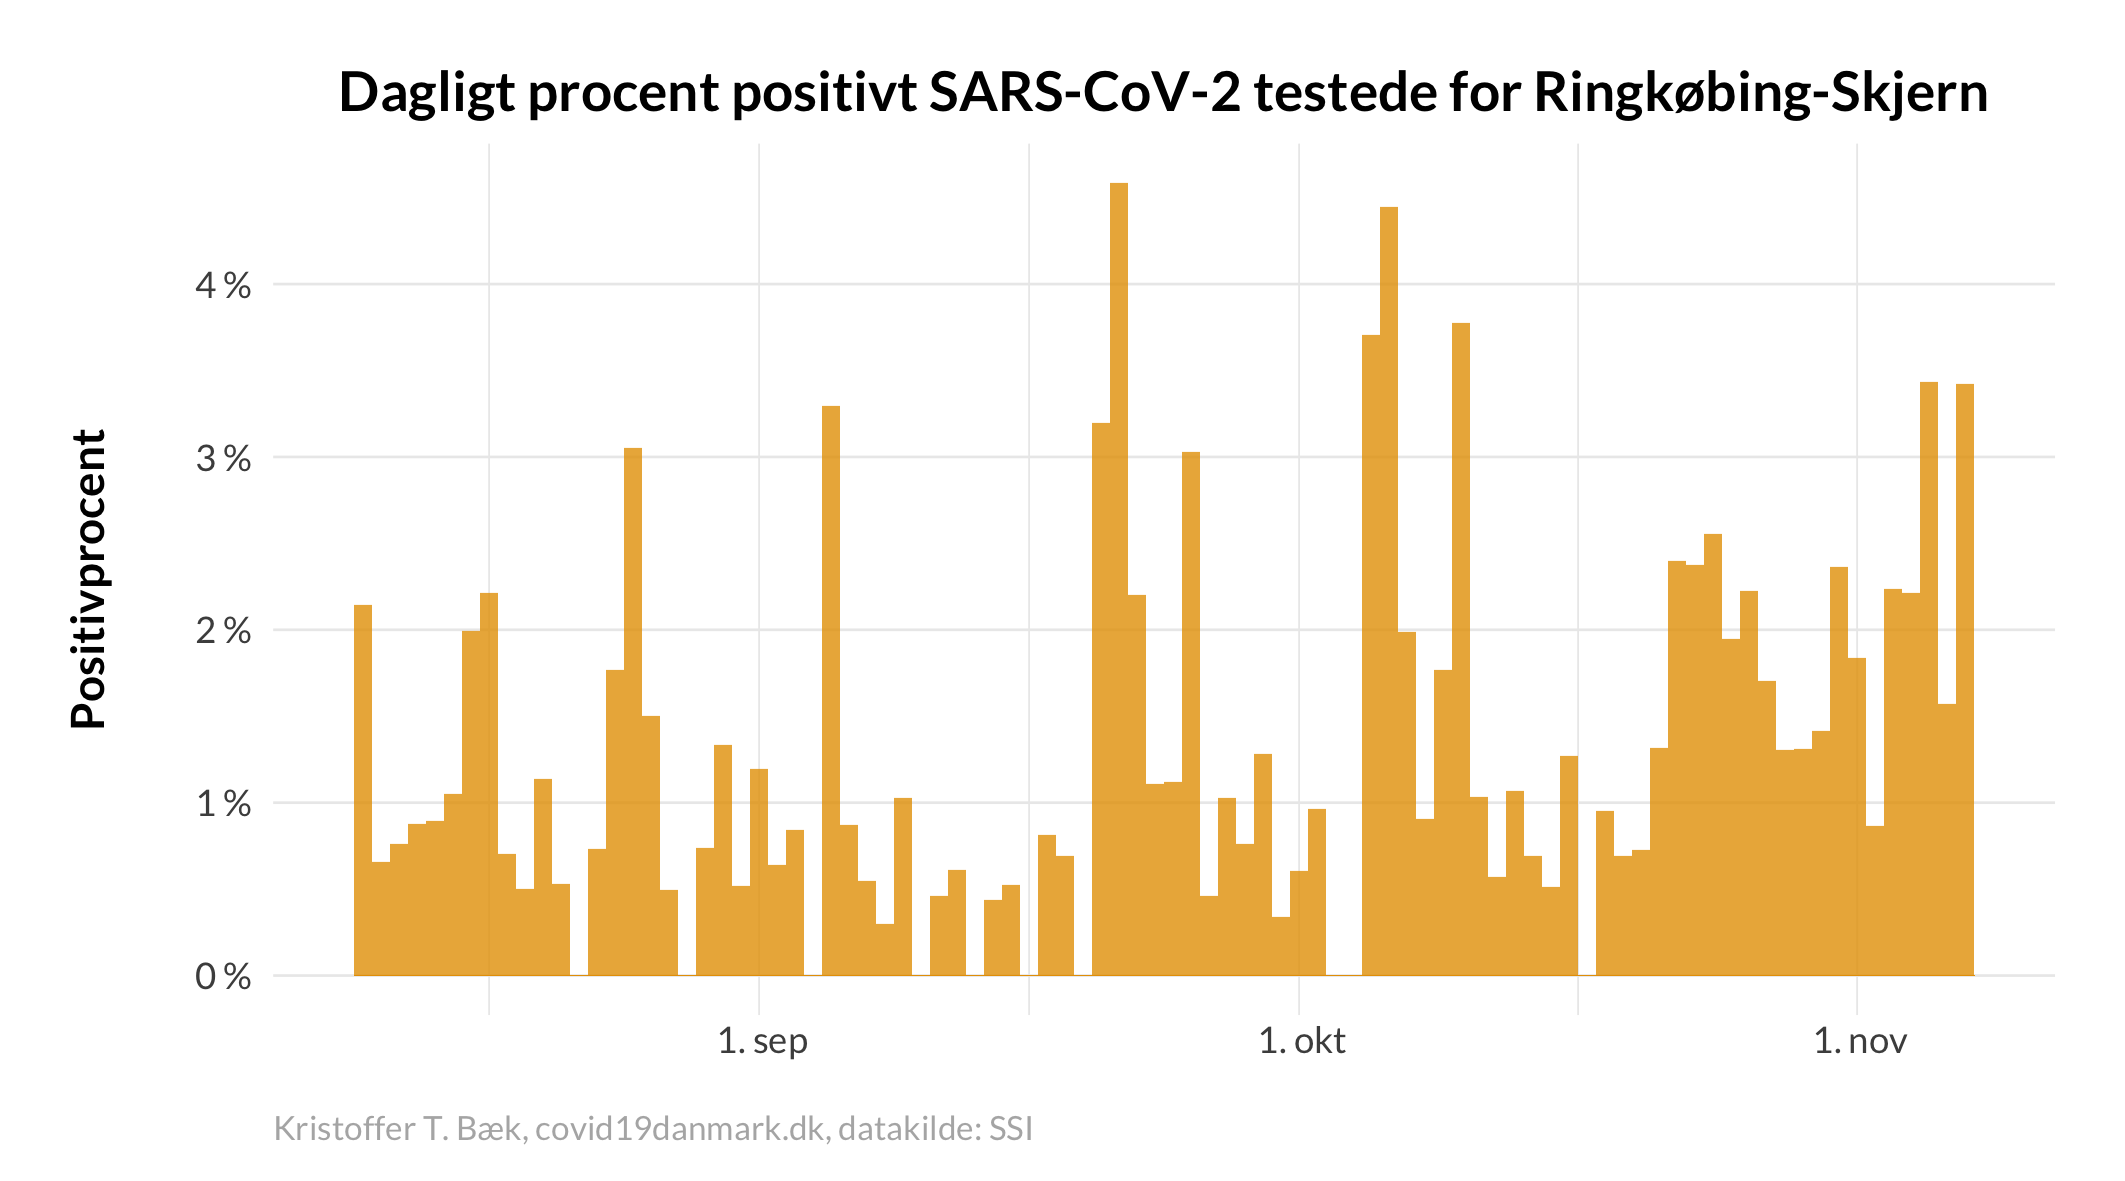 Dagligt procent positivt SARS-CoV-2 testede for Ringkøbing-Skjern
Positivprocent
4 %
3 %
2 %
1 %
0 %
1. sep
1. okt
1. nov
Kristoffer T. Bæk, covid19danmark.dk, datakilde: SSI